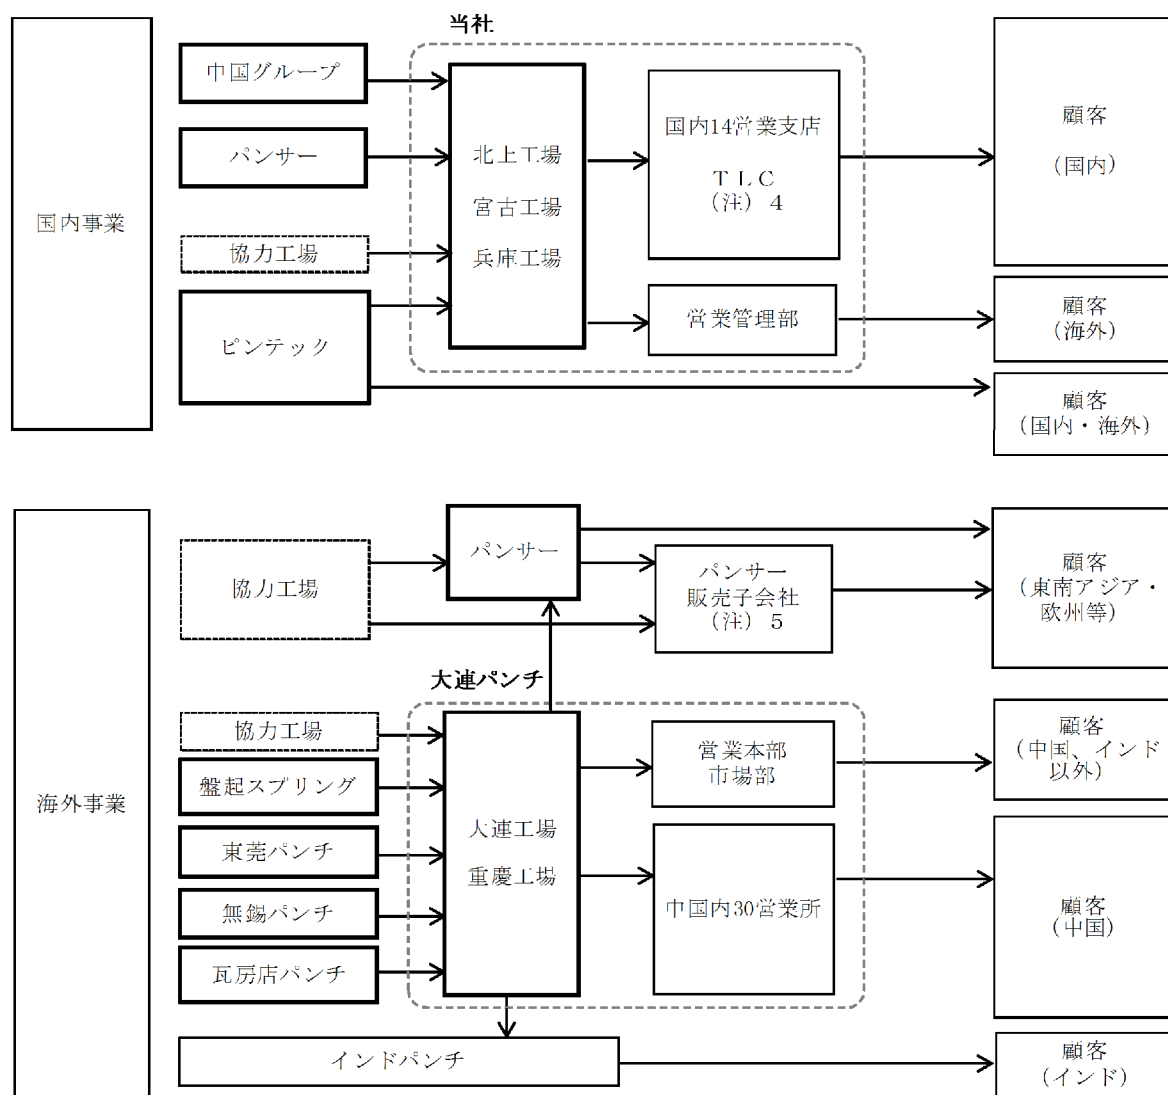 当社
国内事業
中国グループ
パンサー
協力工場
ピンテック
北上工場
宮古工場
兵庫工場
国内14営業支店
ＴＬＣ
（注）４
営業管理部
顧客
（国内）
顧客
（海外）
顧客
（国内・海外）
海外事業
協力工場
パンサー
パンサー
販売子会社
（注）５
顧客
（東南アジア・
欧州等）
大連パンチ
協力工場
盤起スプリング
東莞パンチ
無錫パンチ
瓦房店パンチ
大連工場
重慶工場
営業本部
市場部
中国内30営業所
顧客
（中国、インド
以外）
顧客
（中国）
インドパンチ
顧客
（インド）